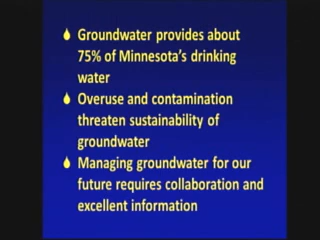 Groundwater provides about
75% of Minnesota's drinking
water
Overuse and contamination
threaten sustainability of
groundwater
Managing groundwater for our
future requires collaboration and
excellent information